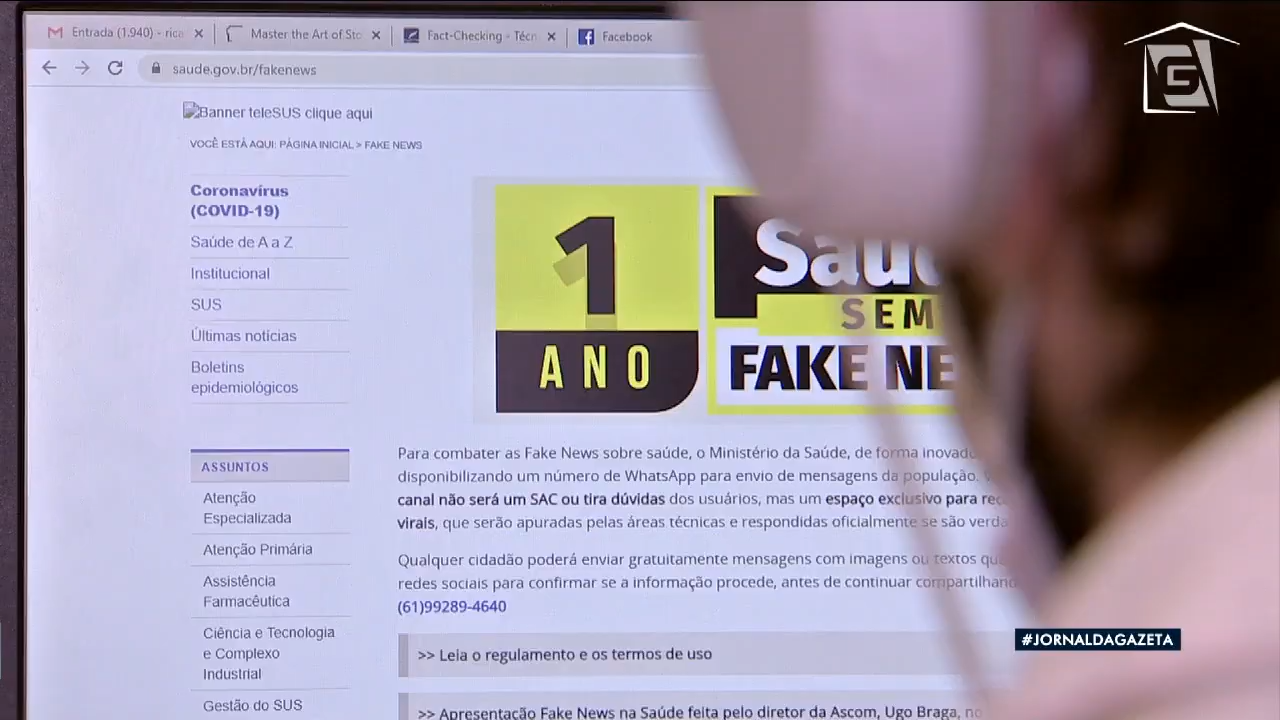 Entrada (1.940) - rica
Master the Art of Sto
Fact-Checking - Técn
Facebook
saude.gov.br/fakenews
G
Banner teleSUS clique aqui
VOCÊ ESTÁ AQUI: PÁGINA INICIAL > FAKE NEWS
Coronavírus
(COVID-19)
Saúde de A a Z
Institucional
SUS
Últimas notícias
Boletins
epidemiológicos
1
ANO
SEM
FAKE NE
ASSUNTOS
Atenção
Especializada
Atenção Primária
Assistência
Farmacêutica
Ciência e Tecnologia
e Complexo
Industrial
Gestão do SUS
Para combater as Fake News sobre saúde, o Ministério da Saúde, de forma
disponibilizando um número de WhatsApp para envio de mensagens da população.
canal não será um SAC ou tira dúvidas dos usuários, mas um espaço exclusivo para
virais, que serão apuradas pelas áreas técnicas e respondidas oficialmente se são
Qualquer cidadão poderá enviar gratuitamente mensagens com imagens ou textos
redes sociais para confirmar se a informação procede, antes de continuar
(61)99289-4640
>> Leia o regulamento e os termos de uso
>> Apresentação Fake News na Saúde feita pelo diretor da Ascom, Ugo Braga, no
#JORNALDAGAZETA